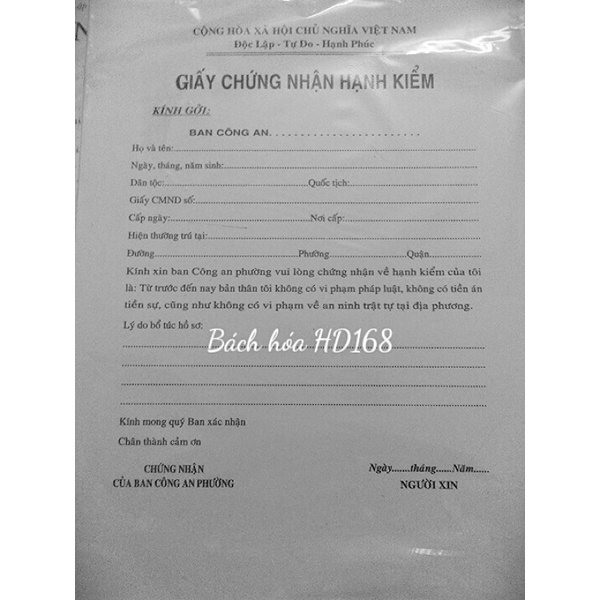 CỘNG HÒA XÃ HỘI CHỦ NGHĨA VIỆT NAM
Độc Lập - Tự Do - Hạnh Phúc
GIẤY CHỨNG NHẬN HẠNH KIỂM
KÍNH GỞI:
BAN CÔNG AN.......................
Họ và tên:..............................
Ngày, tháng, năm sinh:..............................
Dân tộc:....................Quốc tịch:....................
Giấy CMND số:..............................
Cấp ngày:....................Nơi cấp:....................
Hiện thường trú tại:..............................
Đường....................Phường....................Quận....................
Kính xin ban Công an phường vui lòng chứng nhận về hạnh kiểm của tôi
là: Từ trước đến nay bản thân tôi không có vi phạm pháp luật, không có tiền án
tiền sự, cũng như không có vi phạm về an ninh trật tự tại địa phương.
Lý do bổ túc hồ sơ:..............................
Bách hóa HD168
Kính mong quý Ban xác nhận
Chân thành cảm ơn
CHỨNG NHẬN Ngày.......tháng......Năm......
CỦA BAN CÔNG AN PHƯỜNG NGƯỜI XIN